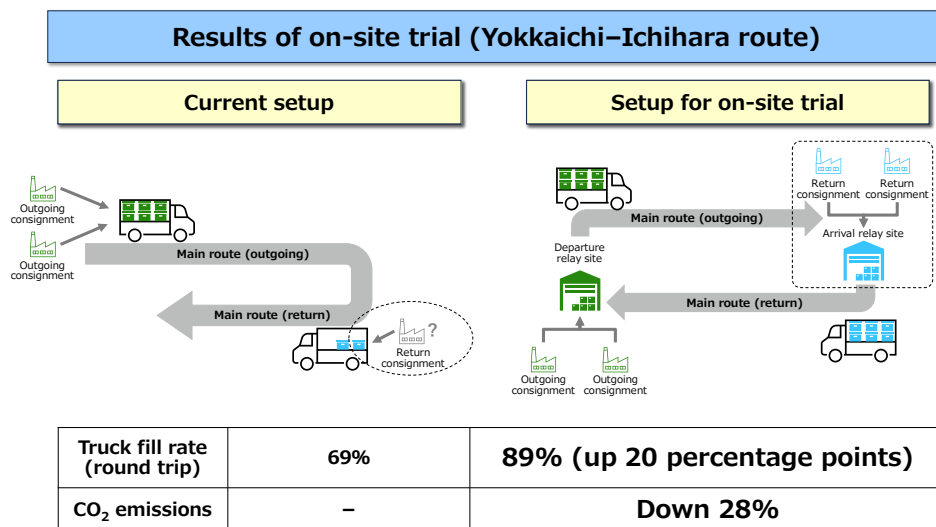 Results of on-site trial (Yokkaichi–Ichihara route)
Current setup
Outgoing
consignment
Outgoing
consignment
Main route (outgoing)
Main route (return)
?
Return
consignment
Setup for on-site trial
Return
consignment
Return
consignment
Main route (outgoing)
Arrival relay site
Departure
relay site
Main route (return)
Outgoing
consignment
Outgoing
consignment
Truck fill rate
(round trip)
69%
89% (up 20 percentage points)
CO₂ emissions
–
Down 28%